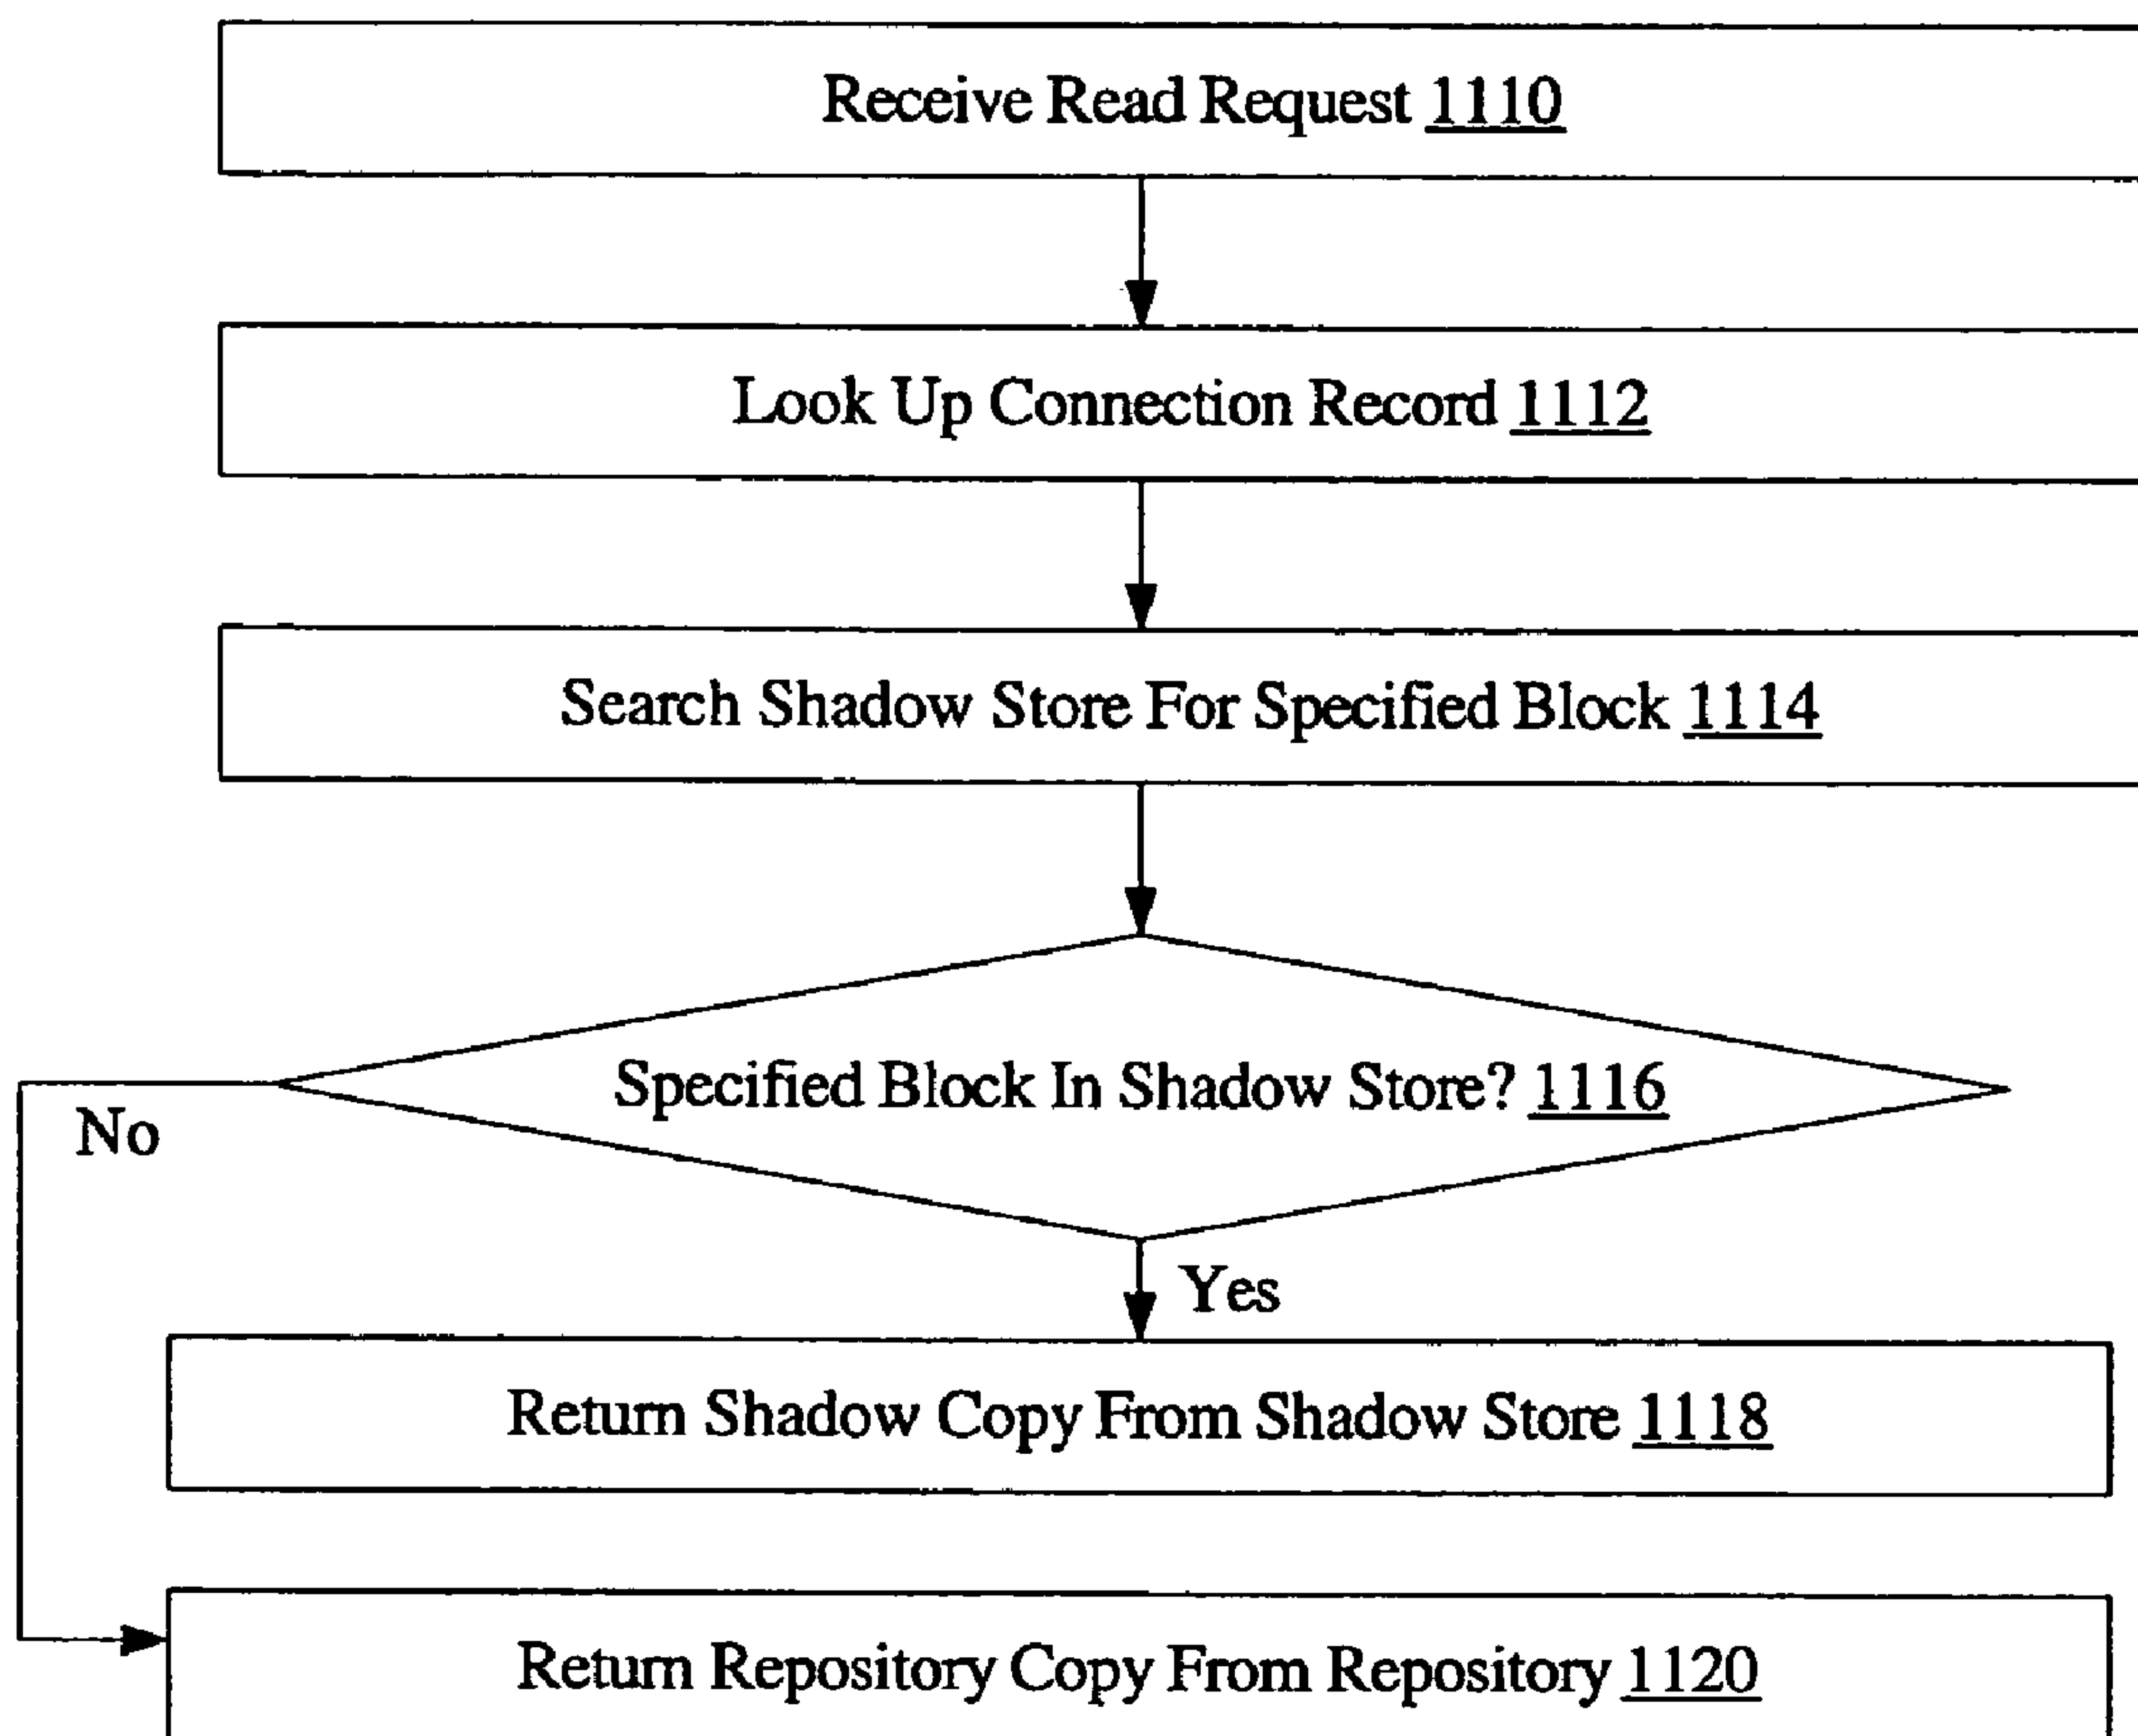 Receive Read Request 1110
Look Up Connection Record 1112
Search Shadow Store For Specified Block 1114
Specified Block In Shadow Store? 1116
No
Yes
Return Shadow Copy From Shadow Store 1118
Return Repository Copy From Repository 1120